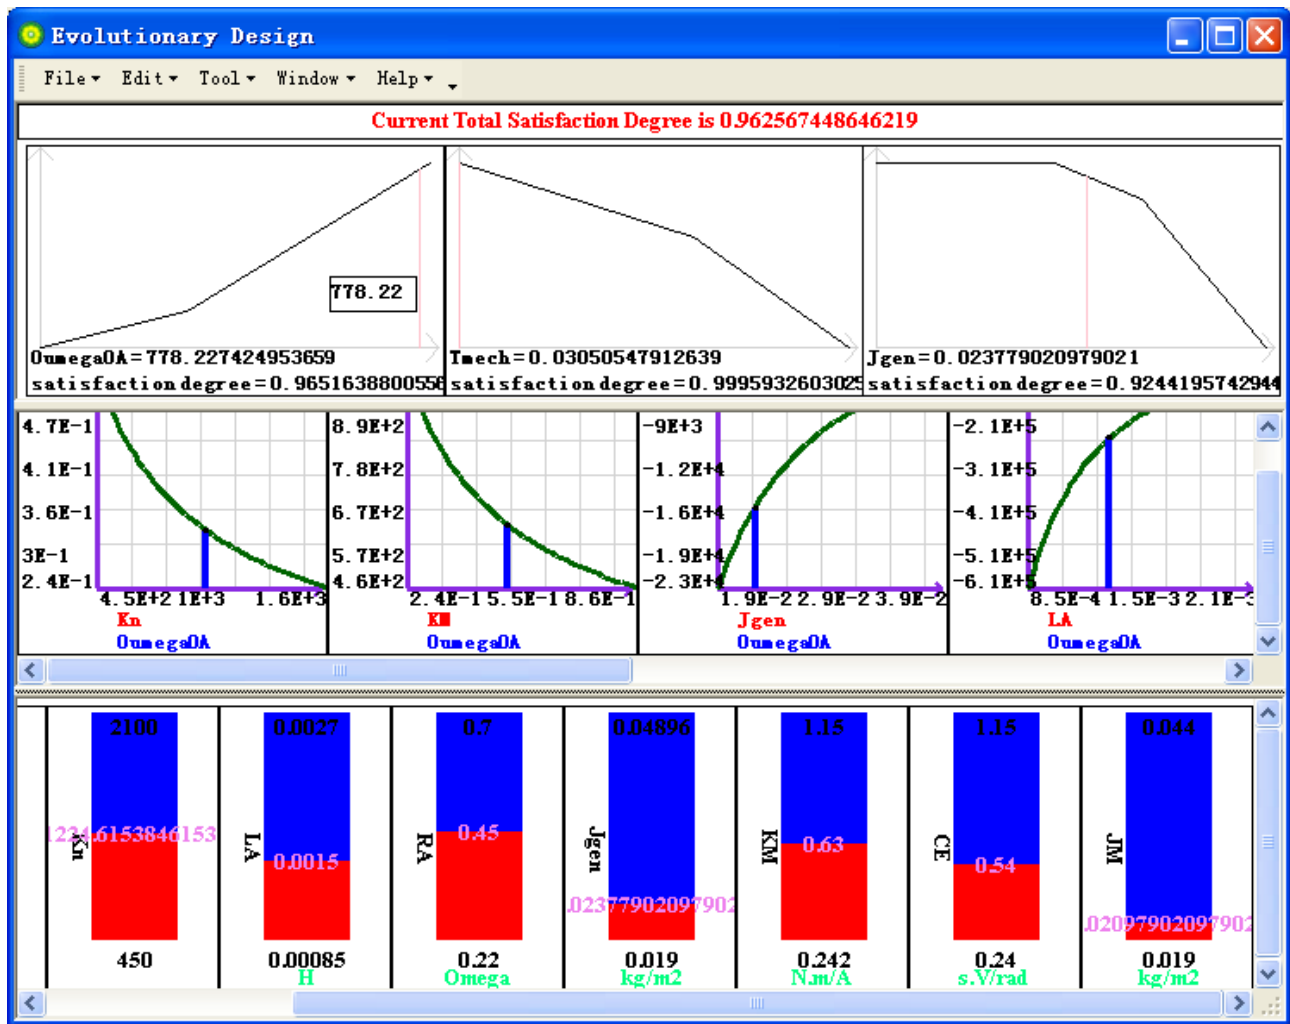 Evolutionary Design
File Edit Tool Window Help
Current Total Satisfaction Degree is 0.962567448646219
778.22
OumegaOA=778.227424953659
satisfaction degree=0.9651638800556
Tmech=0.03050547912639
satisfaction degree=0.9995932603025
Jgen=0.023779020979021
satisfaction degree=0.9244195742944
4.7E-1
4.1E-1
3.6E-1
3E-1
2.4E-1
4.5E+2 1E+3 1.6E+3
Kn
OumegaOA
8.9E+2
7.8E+2
6.7E+2
5.7E+2
4.6E+2
2.4E-1 5.5E-1 8.6E-1
KM
OumegaOA
-9E+3
-1.2E+4
-1.6E+4
-1.9E+4
-2.3E+4
1.9E-2 2.9E-2 3.9E-2
Jgen
OumegaOA
-2.1E+5
-3.1E+5
-4.1E+5
-5.1E+5
-6.1E+5
8.5E-4 1.5E-3 2.1E-3
LA
OumegaOA
2100
Kn
1234.6153846153
450
0.0027
LA
0.0015
0.00085
H
0.7
RA
0.45
0.22
Omega
0.04896
Jgen
.02377902097902
0.019
kg/m2
1.15
KM
0.63
0.242
N.m/A
1.15
CE
0.54
0.24
s.V/rad
0.044
JM
.02097902097902
0.019
kg/m2